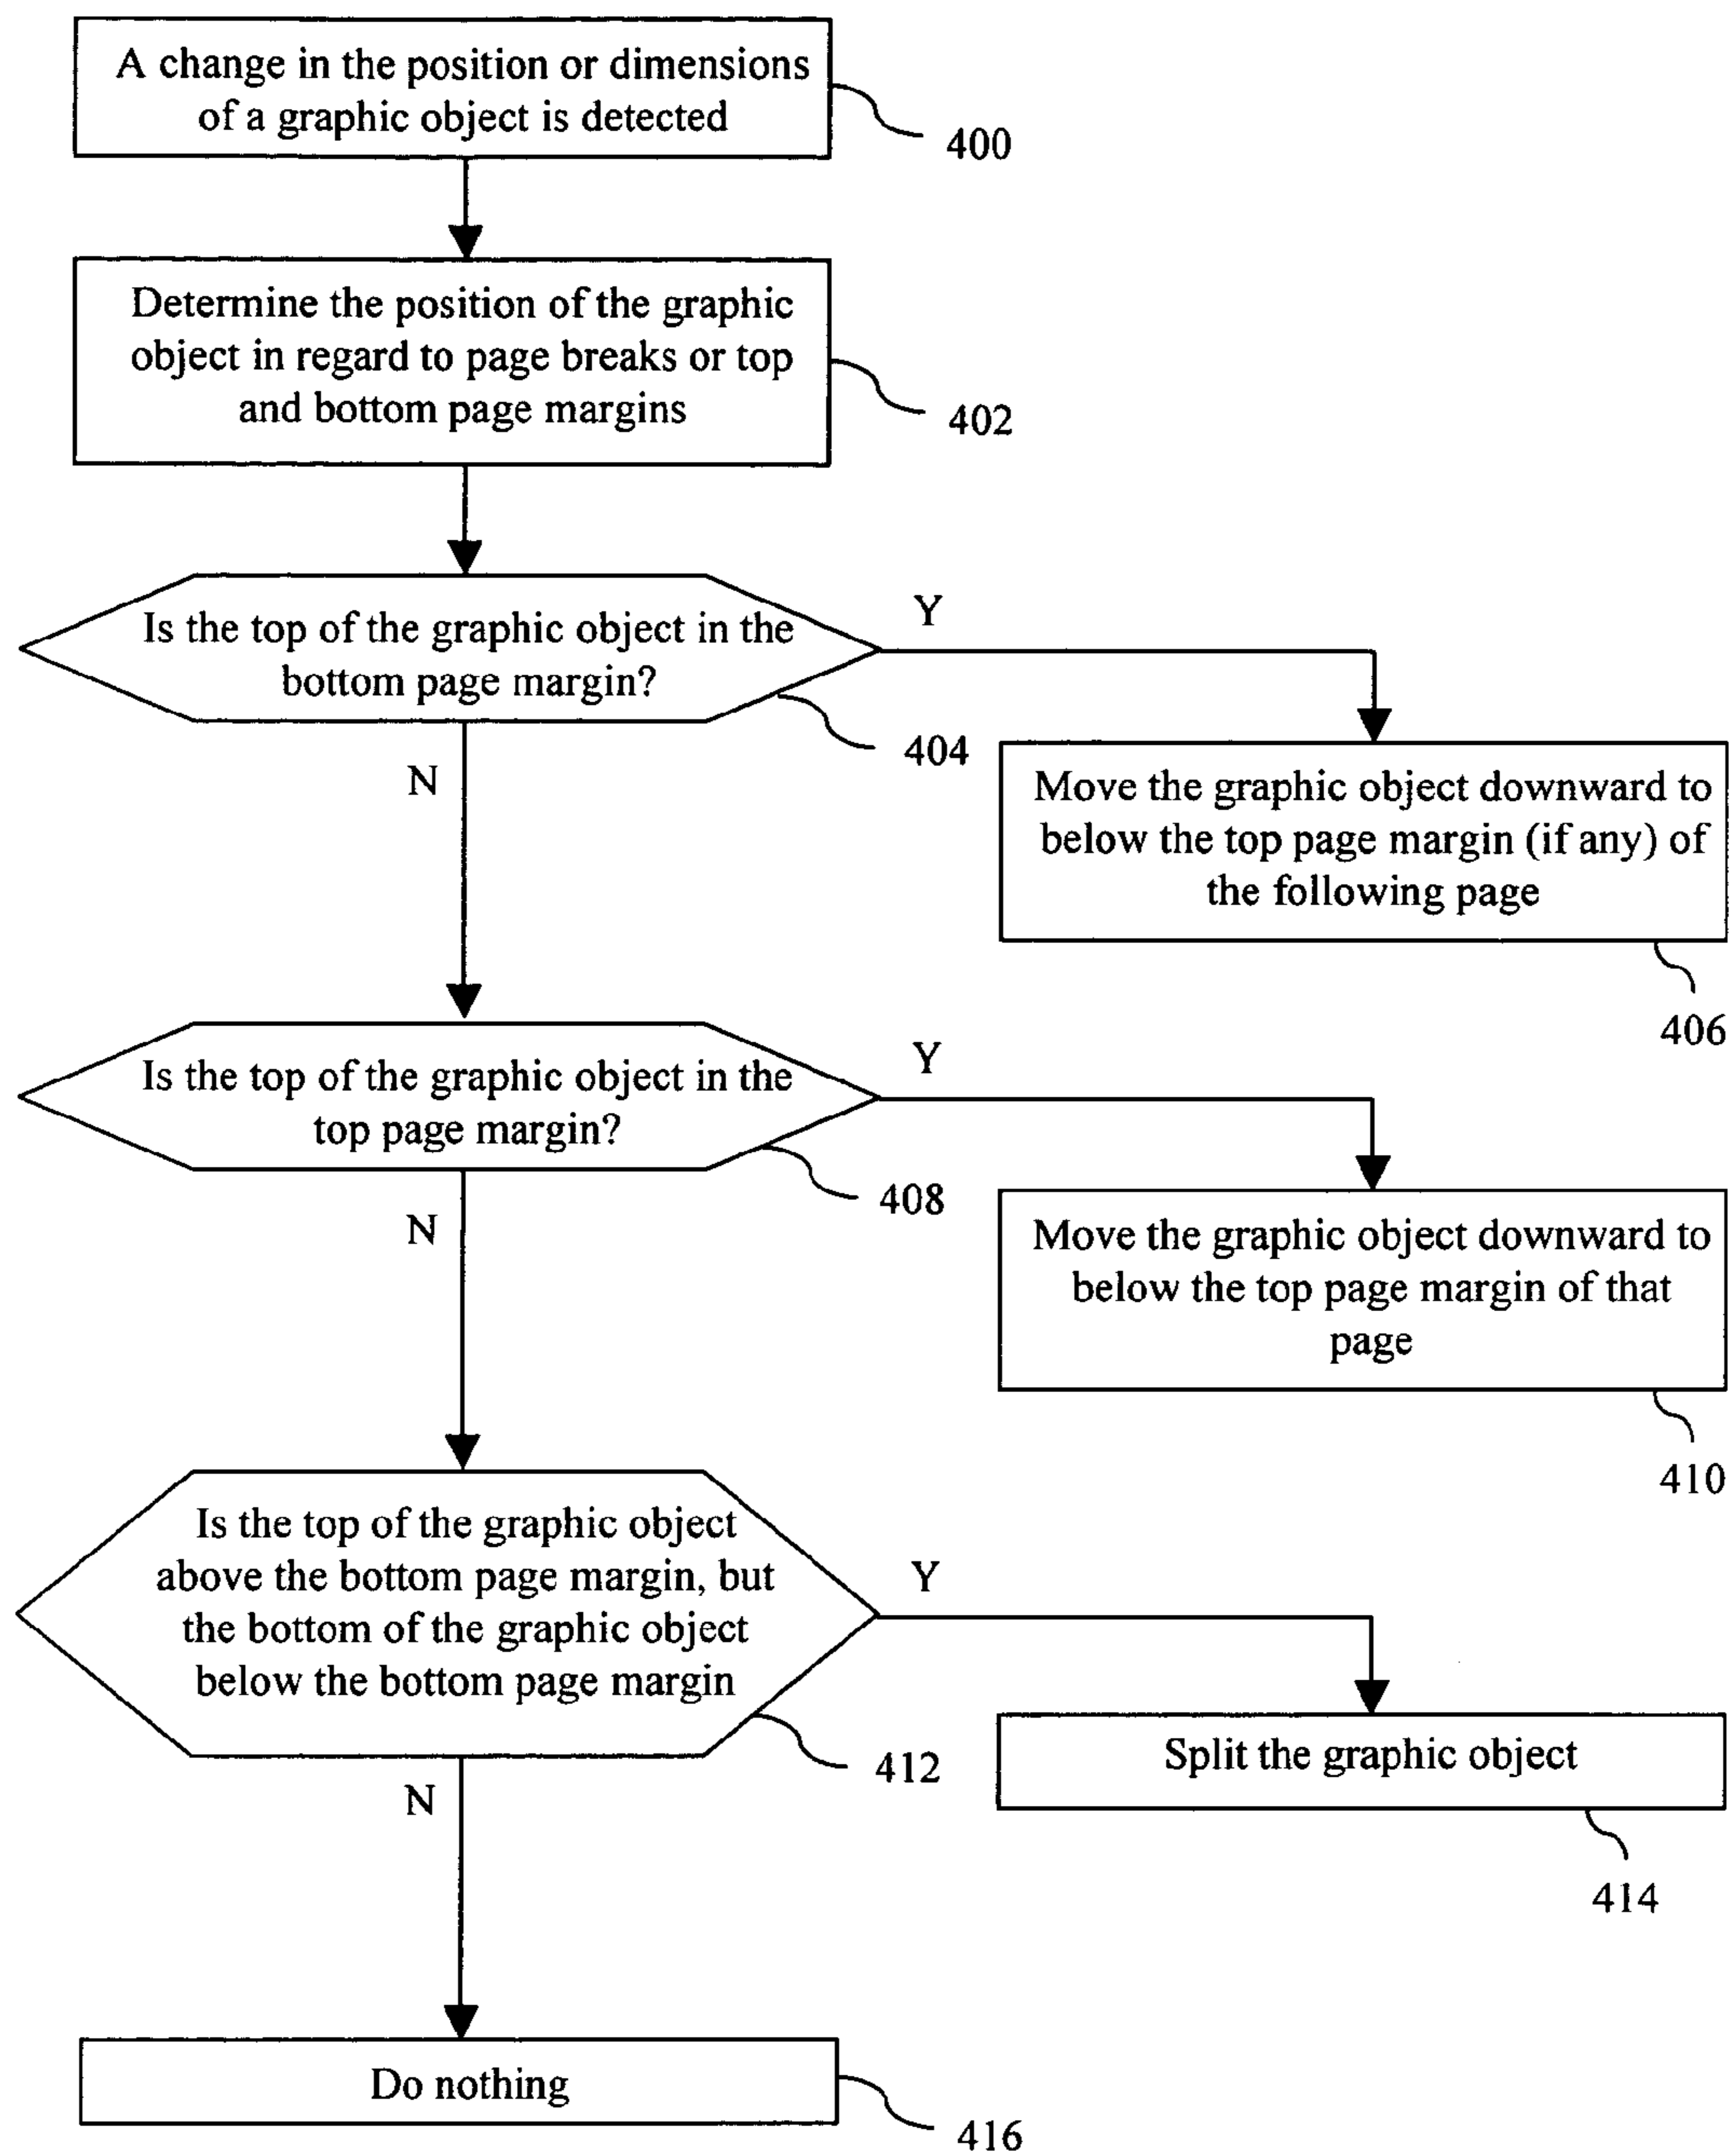 A change in the position or dimensions
of a graphic object is detected
400
Determine the position of the graphic
object in regard to page breaks or top
and bottom page margins
402
Is the top of the graphic object in the
bottom page margin?
Y
404
N
Move the graphic object downward to
below the top page margin (if any) of
the following page
406
Is the top of the graphic object in the
top page margin?
Y
408
N
Move the graphic object downward to
below the top page margin of that
page
410
Is the top of the graphic object
above the bottom page margin, but
the bottom of the graphic object
below the bottom page margin
Y
412
N
Split the graphic object
414
Do nothing
416